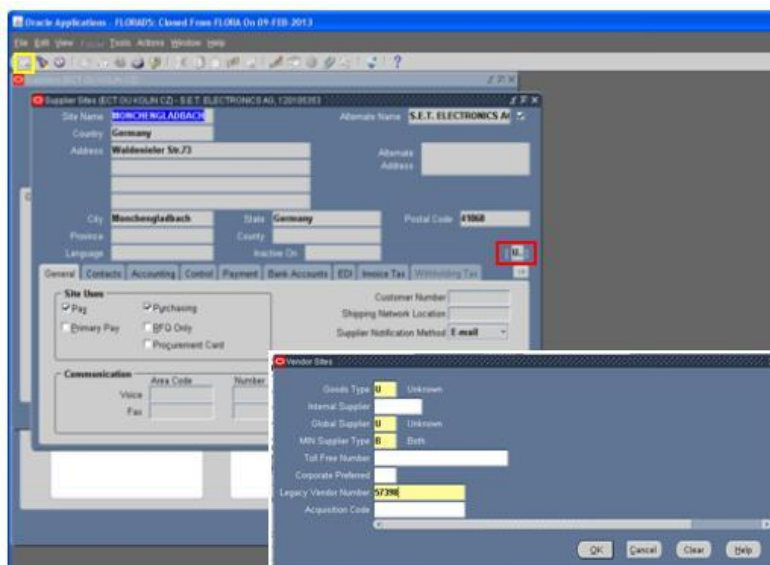 Oracle Applications - FLORADS: Cloned From FLORA On 09-FEB-2013
File Edit View Folder Tools Actions Window Help
Supplier Sites (ECT OU KOLIN CZ) - S.E.T. ELECTRONICS AG,
Site Name MONCHENGLADBACH Alternate Name S.E.T. ELECTRONICS A
Country Germany
Address Waldenieler Str.73 Alternate Address
City Monchengladbach State Germany Postal Code 41068
Province County
Language Inactive On U..
General Contacts Accounting Control Payment Bank Accounts EDI Invoice Tax Withholding Tax
Site Uses
Pay Purchasing Customer Number
Primary Pay RFQ Only Shipping Network Location
Procurement Card Supplier Notification Method E-mail
Communication
Area Code Number
Voice
Fax
Vendor Sites
Goods Type U Unknown
Internal Supplier
Global Supplier U Unknown
MIN Supplier Type B Both
Toll Free Number
Corporate Preferred
Legacy Vendor Number 57398
Acquisition Code
OK Cancel Clear Help